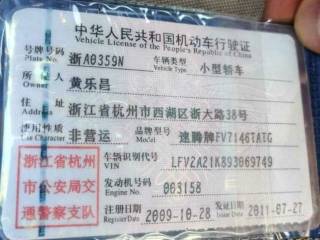 中华人民共和国机动车行驶证
Vehicle License of the People's Republic of China
号牌号码 浙A0359N 车辆类型 小型轿车
Plate No. Vehicle Type
所有人 黄乐昌
Owner
住址 浙江省杭州市西湖区浙大路38号
Address
使用性质 非营运 品牌型号 速腾牌FV7146TATG
车辆识别代号 LFV2A21K893069749
VIN
发动机号码 003158
Engine No.
注册日期 2009-10-28 发证日期 2011-07-27
Register Date Issue Date
浙江省杭州
市公安局交
通警察支队